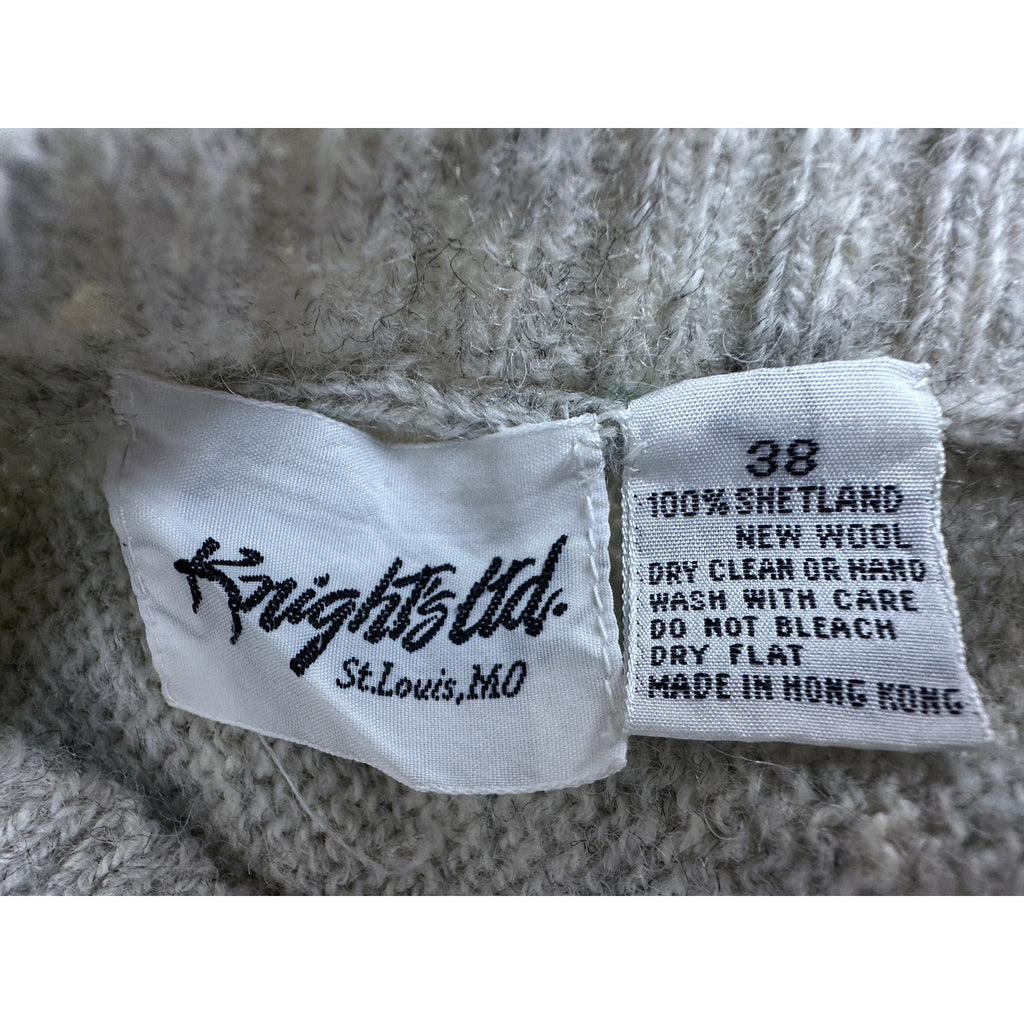 Knights Ltd.
St. Louis, MO
38
100% SHETLAND
NEW WOOL
DRY CLEAN OR HAND
WASH WITH CARE
DO NOT BLEACH
DRY FLAT
MADE IN HONG KONG